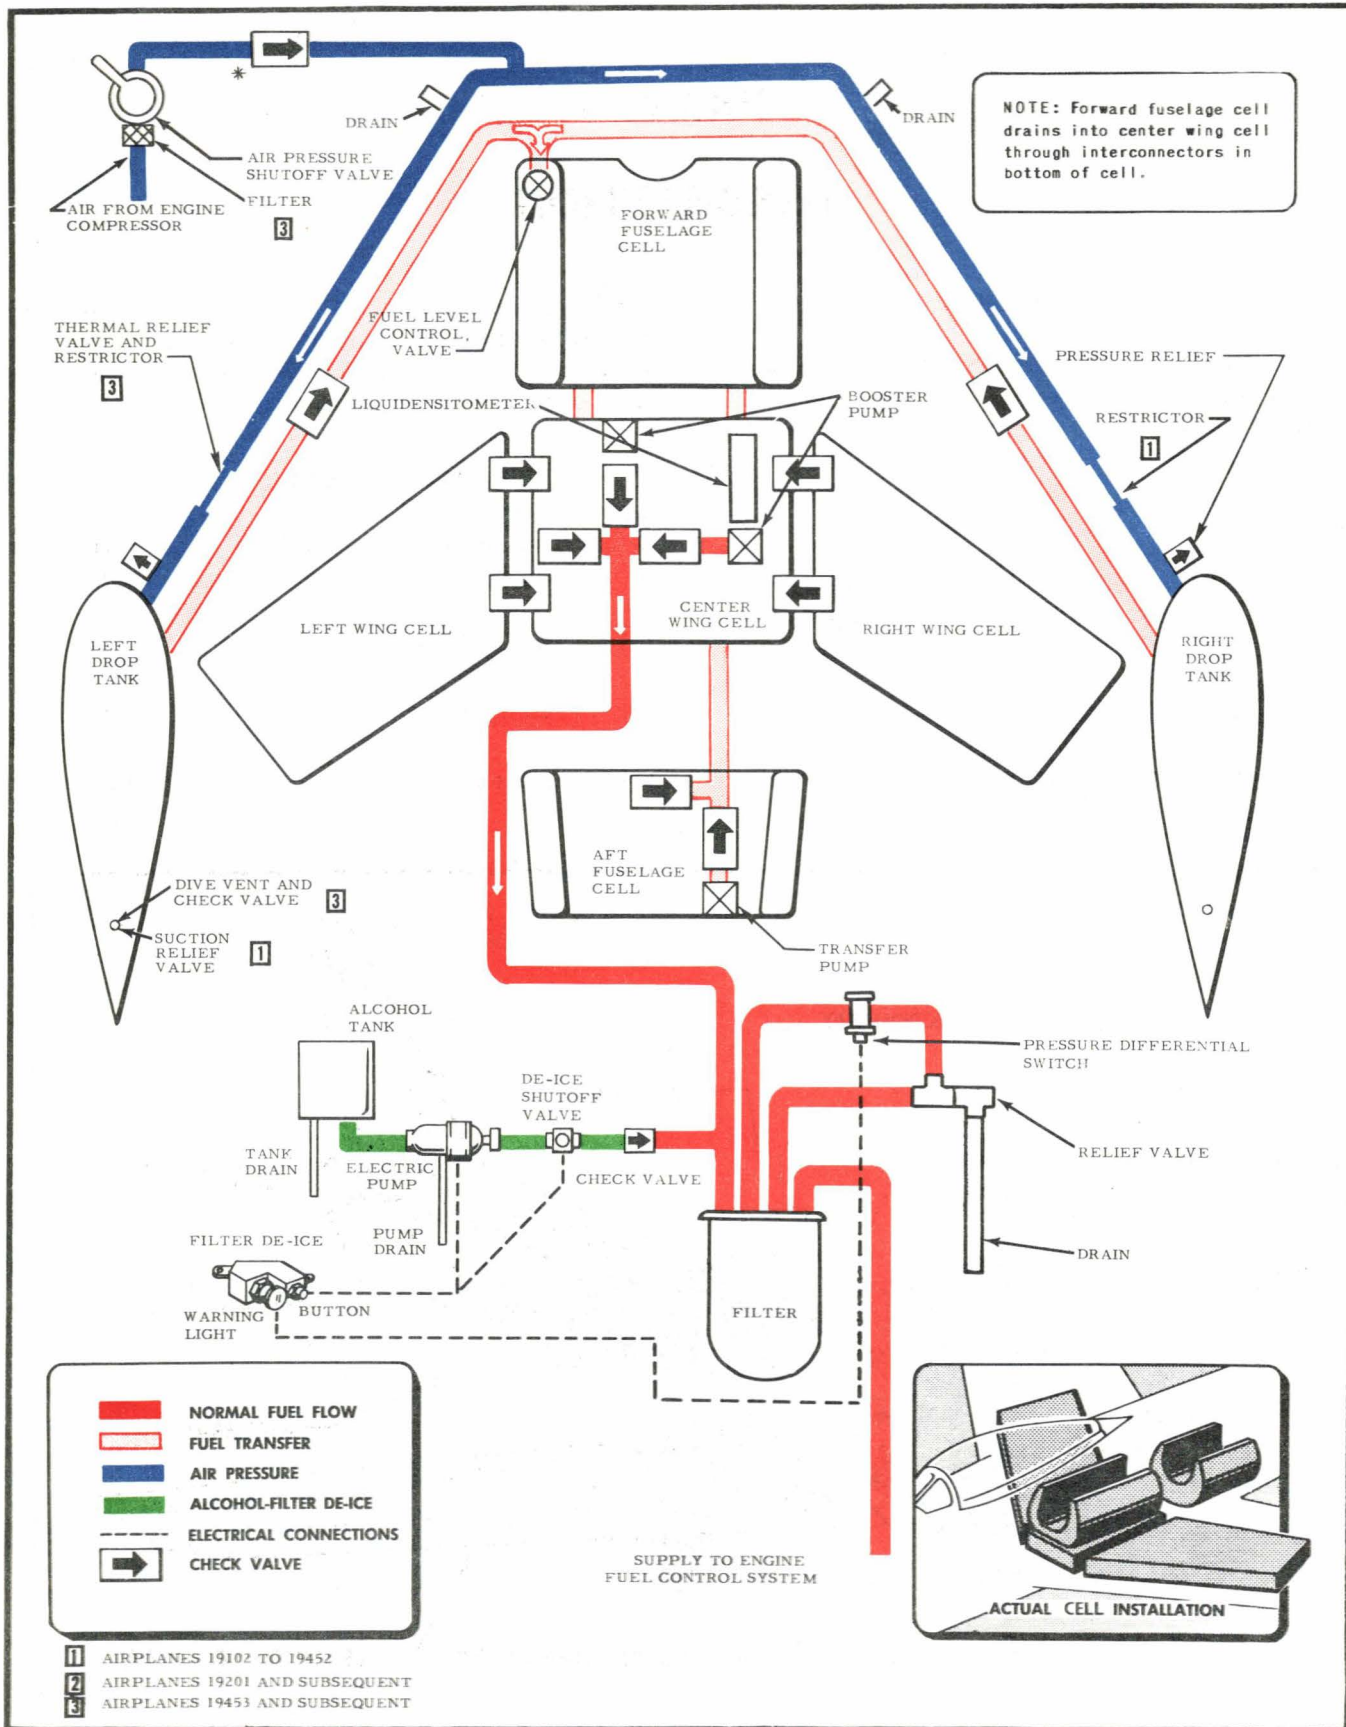 *
DRAIN
DRAIN
NOTE: Forward fuselage cell
drains into center wing cell
through interconnectors in
bottom of cell.
AIR PRESSURE
SHUTOFF VALVE
FILTER
3
AIR FROM ENGINE
COMPRESSOR
FORWARD
FUSELAGE
CELL
THERMAL RELIEF
VALVE AND
RESTRICTOR
3
FUEL LEVEL
CONTROL,
VALVE
PRESSURE RELIEF
LIQUIDENSITOMETER
BOOSTER
PUMP
RESTRICTOR
1
LEFT WING CELL
CENTER
WING CELL
RIGHT WING CELL
LEFT
DROP
TANK
RIGHT
DROP
TANK
AFT
FUSELAGE
CELL
DIVE VENT AND
CHECK VALVE
3
SUCTION
RELIEF
VALVE
1
TRANSFER
PUMP
ALCOHOL
TANK
PRESSURE DIFFERENTIAL
SWITCH
DE-ICE
SHUTOFF
VALVE
TANK
DRAIN
ELECTRIC
PUMP
CHECK VALVE
RELIEF VALVE
PUMP
DRAIN
FILTER DE-ICE
DRAIN
WARNING
LIGHT
BUTTON
FILTER
NORMAL FUEL FLOW
FUEL TRANSFER
AIR PRESSURE
ALCOHOL-FILTER DE-ICE
ELECTRICAL CONNECTIONS
CHECK VALVE
SUPPLY TO ENGINE
FUEL CONTROL SYSTEM
ACTUAL CELL INSTALLATION
1 AIRPLANES 19102 TO 19452
2 AIRPLANES 19201 AND SUBSEQUENT
3 AIRPLANES 19453 AND SUBSEQUENT